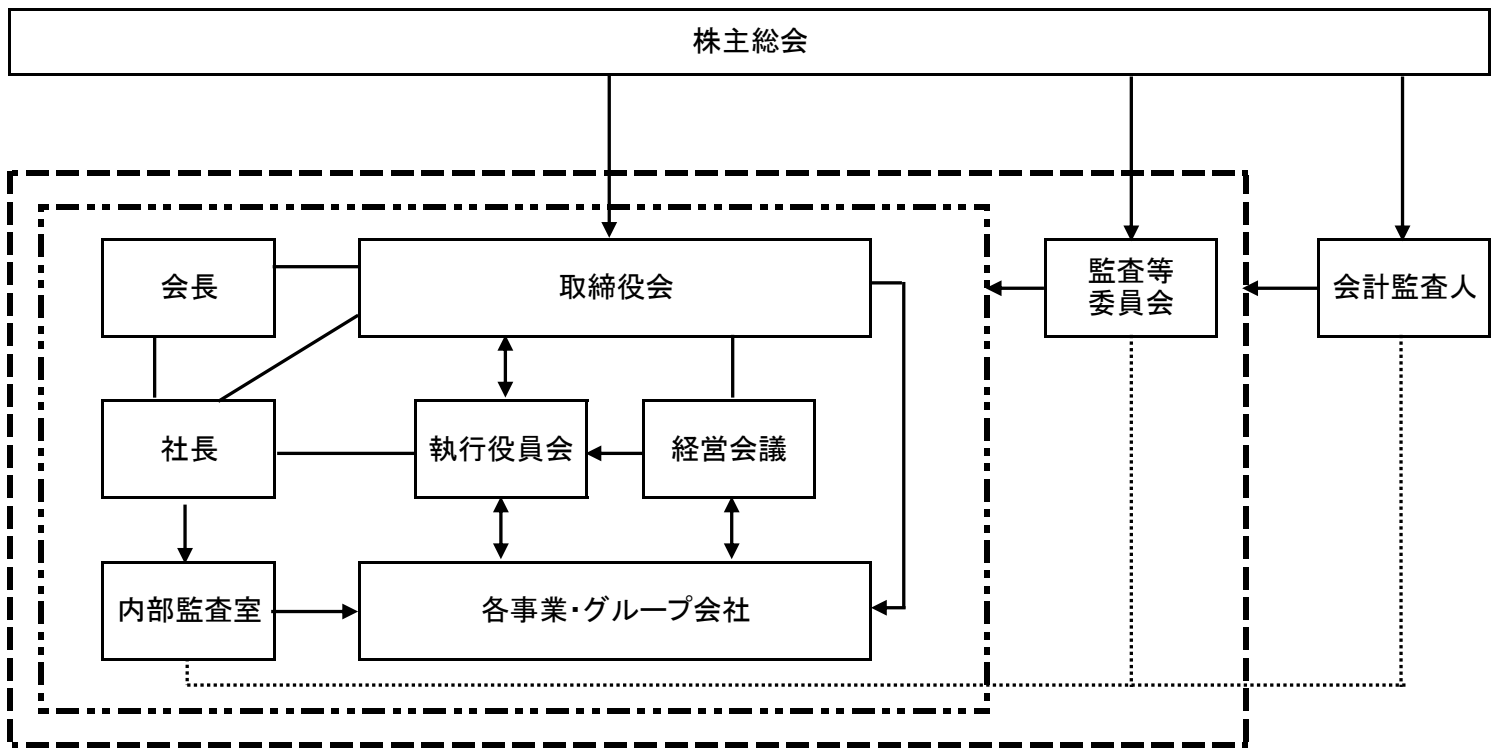 株主総会
会長
取締役会
監査等
委員会
会計監査人
社長
執行役員会
経営会議
内部監査室
各事業・グループ会社